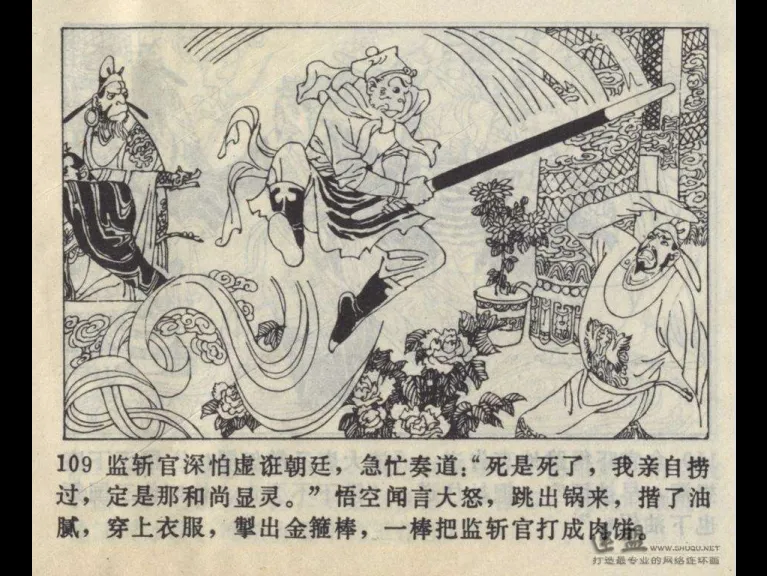 109 监斩官深怕虚诳朝廷，急忙奏道：“死是死了，我亲自捞
过，定是那和尚显灵。”悟空闻言大怒，跳出锅来，揩了油
腻，穿上衣服，掣出金箍棒，一棒把监斩官打成肉饼。
连盟 WWW.SHUQU.NET
打造最专业的网络连环画